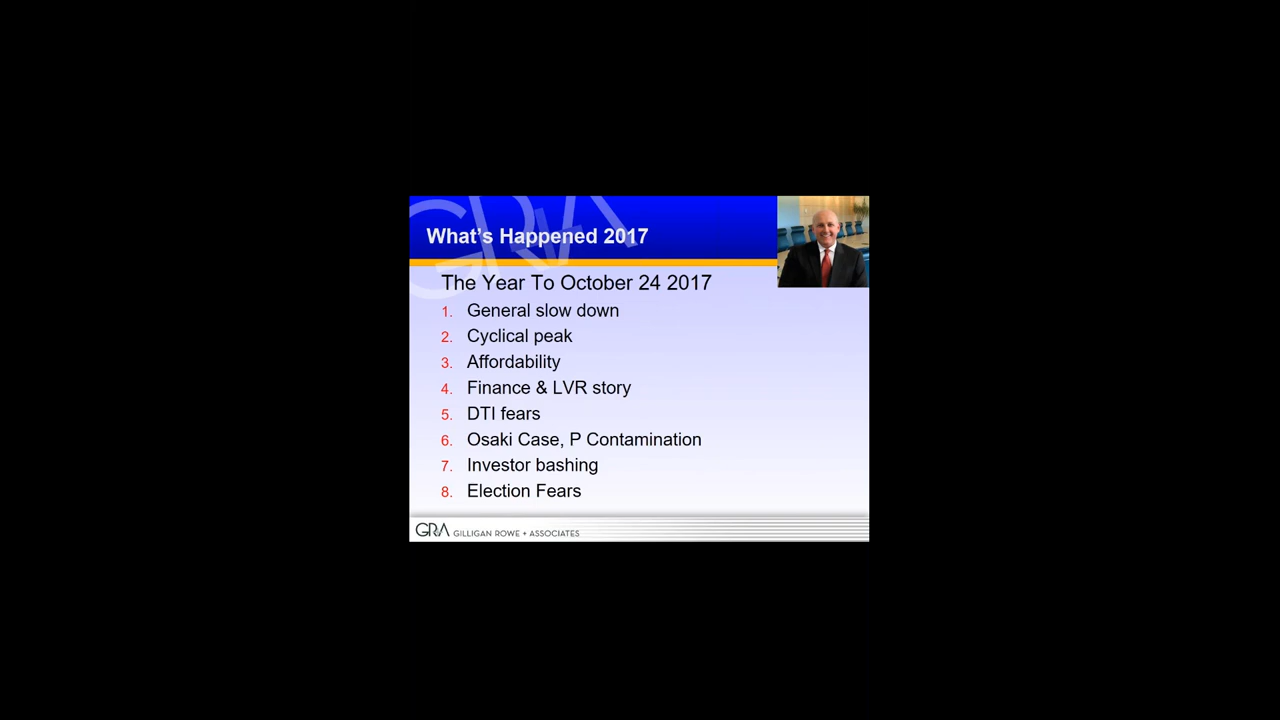 What's Happened 2017
The Year To October 24 2017
1. General slow down
2. Cyclical peak
3. Affordability
4. Finance & LVR story
5. DTI fears
6. Osaki Case, P Contamination
7. Investor bashing
8. Election Fears
GRA GILLIGAN ROWE + ASSOCIATES